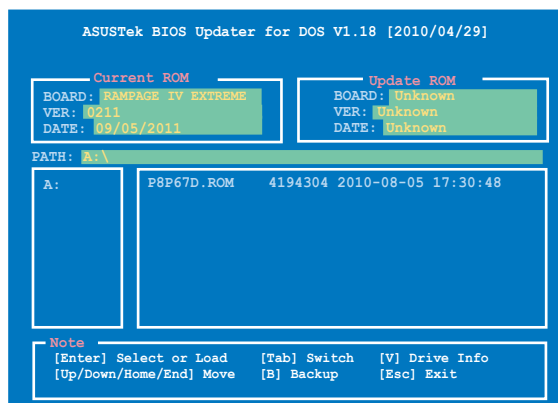 ASUSTek BIOS Updater for DOS V1.18 [2010/04/29]
Current ROM
BOARD: RAMPAGE IV EXTREME
VER: 0211
DATE: 09/05/2011
Update ROM
BOARD: Unknown
VER: Unknown
DATE: Unknown
PATH: A:\
A:
P8P67D.ROM 4194304 2010-08-05 17:30:48
Note
[Enter] Select or Load [Tab] Switch [V] Drive Info
[Up/Down/Home/End] Move [B] Backup [Esc] Exit